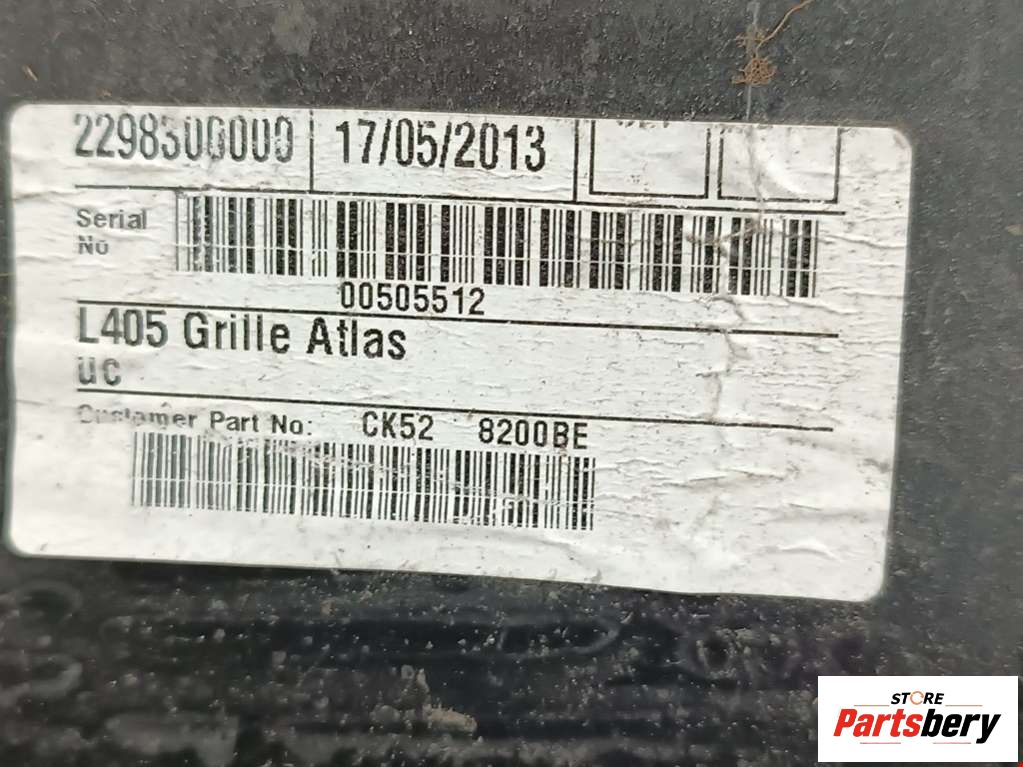 2298300000 17/05/2013
Serial
No
00505512
L405 Grille Atlas
UC
Customer Part No: CK52 8200BE
STORE
Partsbery